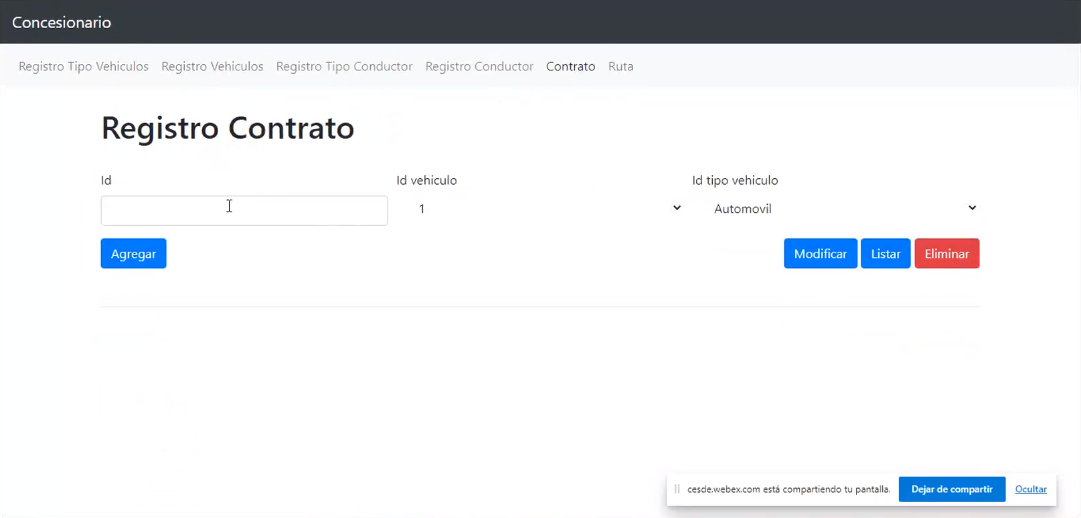 Concesionario
Registro Tipo Vehiculos Registro Vehiculos Registro Tipo Conductor Registro Conductor Contrato Ruta
Registro Contrato
Id Id vehiculo Id tipo vehiculo
1 Automovil
Agregar Modificar Listar Eliminar
cesde.webex.com está compartiendo tu pantalla. Dejar de compartir Ocultar